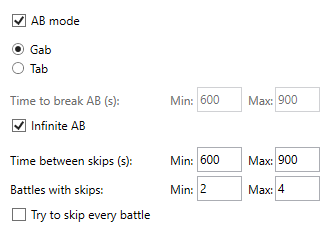 AB mode
Gab
Tab
Time to break AB (s): Min: 600 Max: 900
Infinite AB
Time between skips (s): Min: 600 Max: 900
Battles with skips: Min: 2 Max: 4
Try to skip every battle